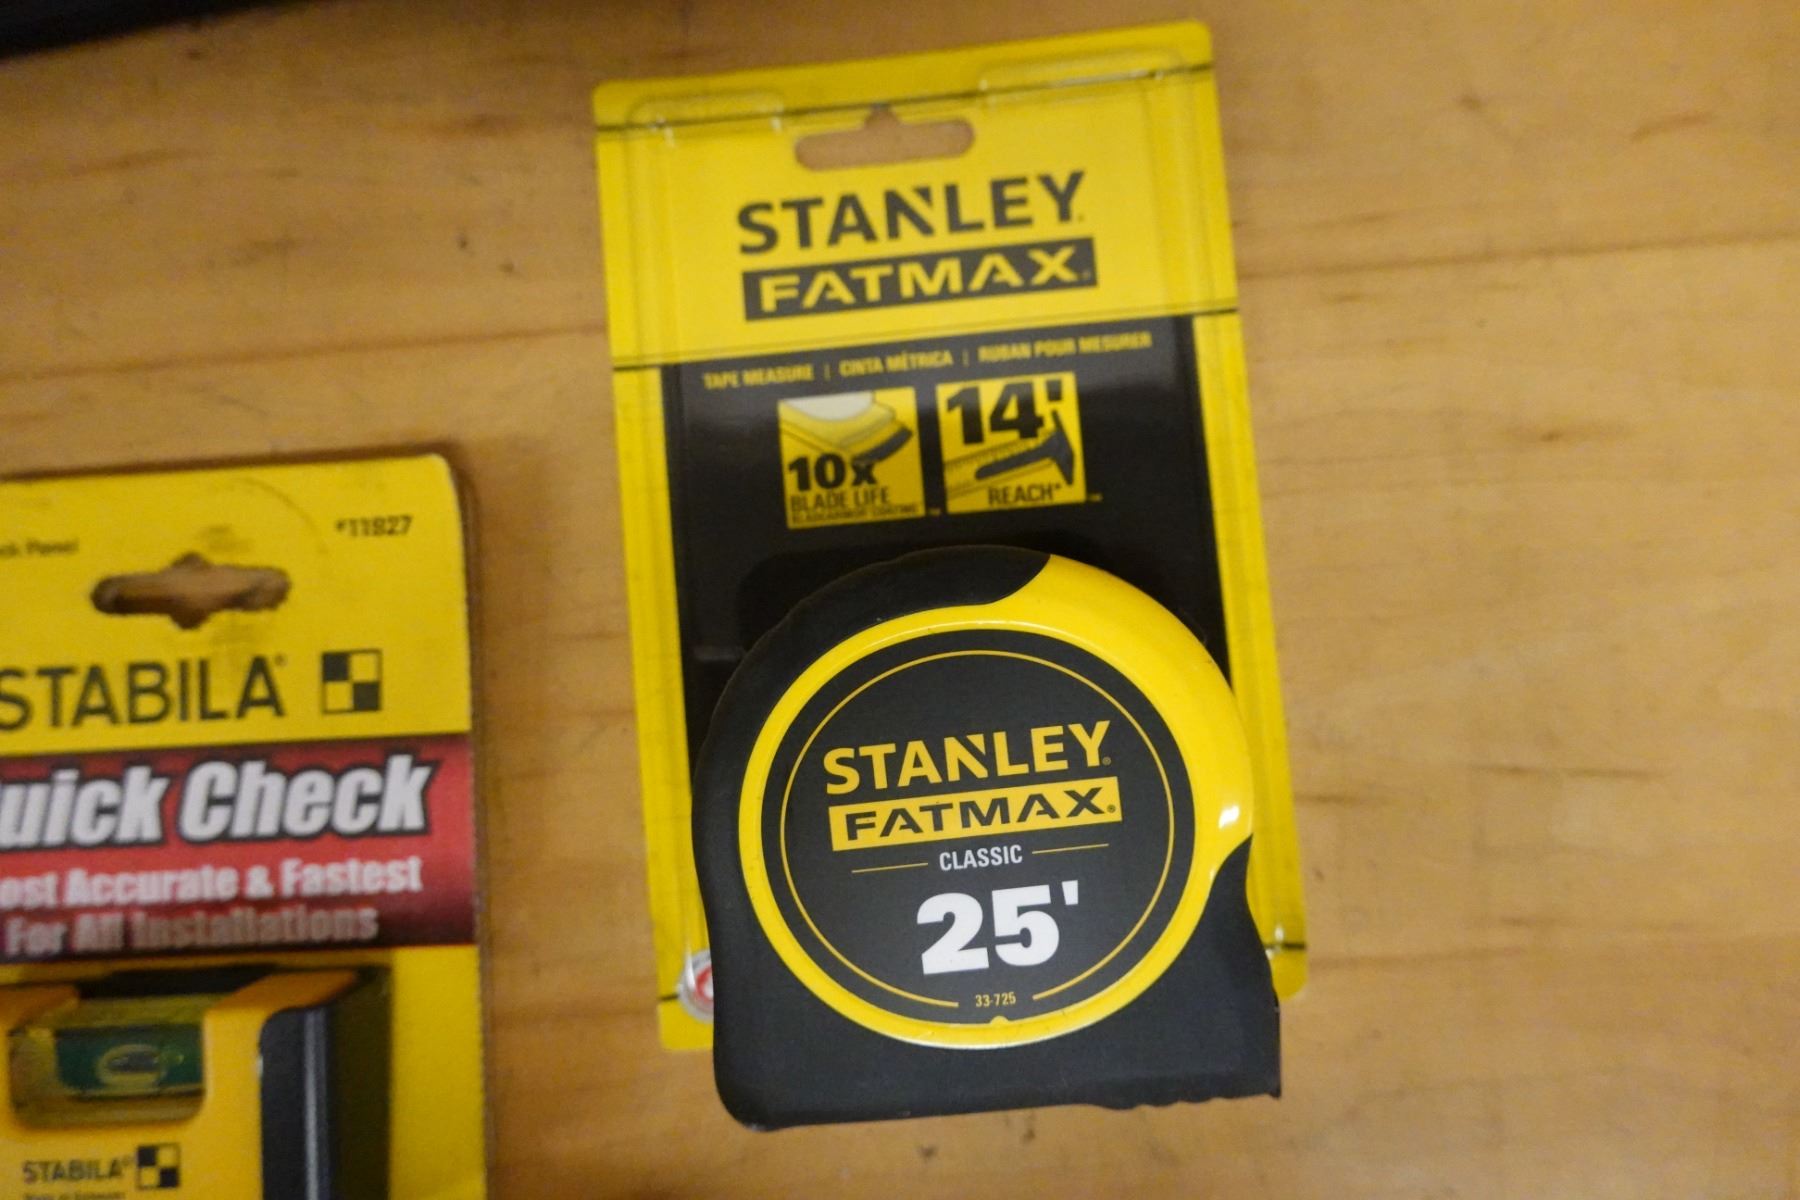 STANLEY
FATMAX
TAPE MEASURE | CINTA MÉTRICA | RUBAN POUR MESURER
10x
BLADE LIFE
14'
REACH*
STANLEY®
FATMAX®
CLASSIC
25'
33-725
Panel
#11827
STABILA®
uick Check
ost Accurate & Fastest
For All Installations
STABILA®